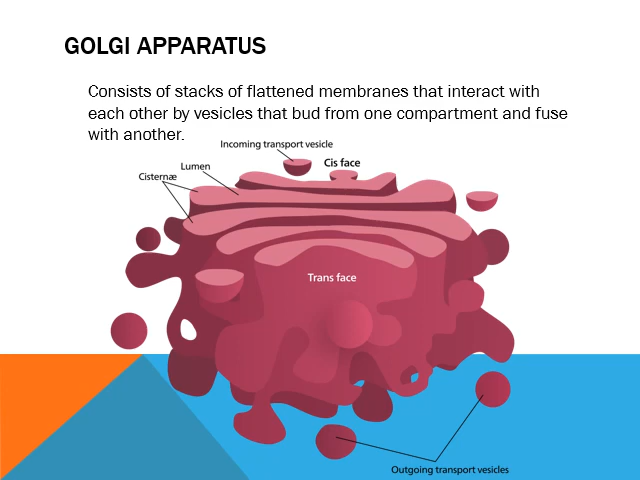 GOLGI APPARATUS
Consists of stacks of flattened membranes that interact with
each other by vesicles that bud from one compartment and fuse
with another.
Incoming transport vesicle
Cis face
Lumen
Cisternæ
Trans face
Outgoing transport vesicles